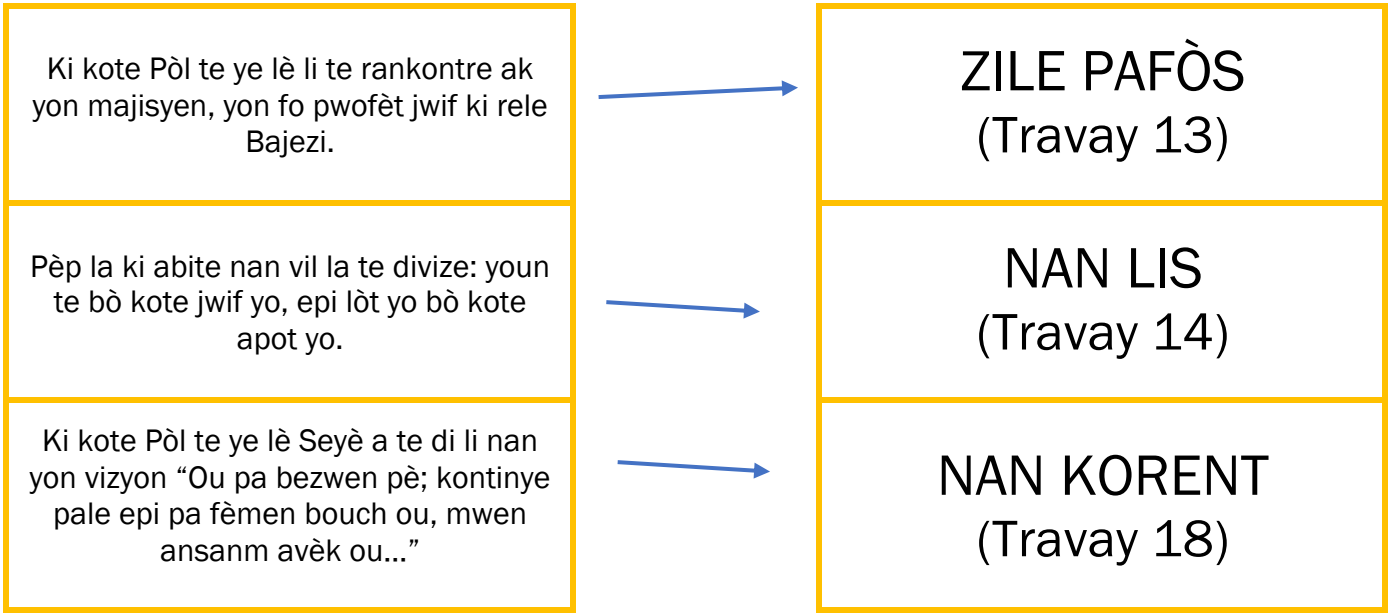 Ki kote Pòl te ye lè li te rankontre ak
yon majisyen, yon fo pwofèt jwif ki rele
Bajezi.
ZILE PAFÒS
(Travay 13)
Pèp la ki abite nan vil la te divize: youn
te bò kote jwif yo, epi lòt yo bò kote
apot yo.
NAN LIS
(Travay 14)
Ki kote Pòl te ye lè Seyè a te di li nan
yon vizyon “Ou pa bezwen pè; kontinye
pale epi pa fèmen bouch ou, mwen
ansanm avèk ou…”
NAN KORENT
(Travay 18)